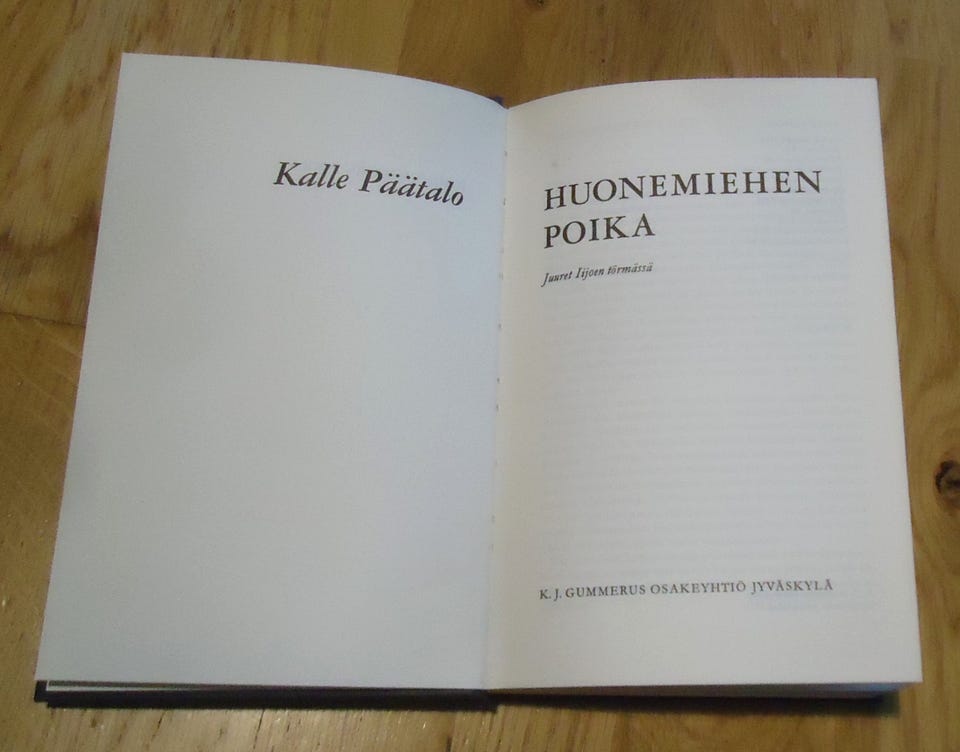 Kalle Päätalo
HUONEMIEHEN
POIKA
Juuret Iijoen törmässä
K. J. GUMMERUS OSAKEYHTIÖ JYVÄSKYLÄ